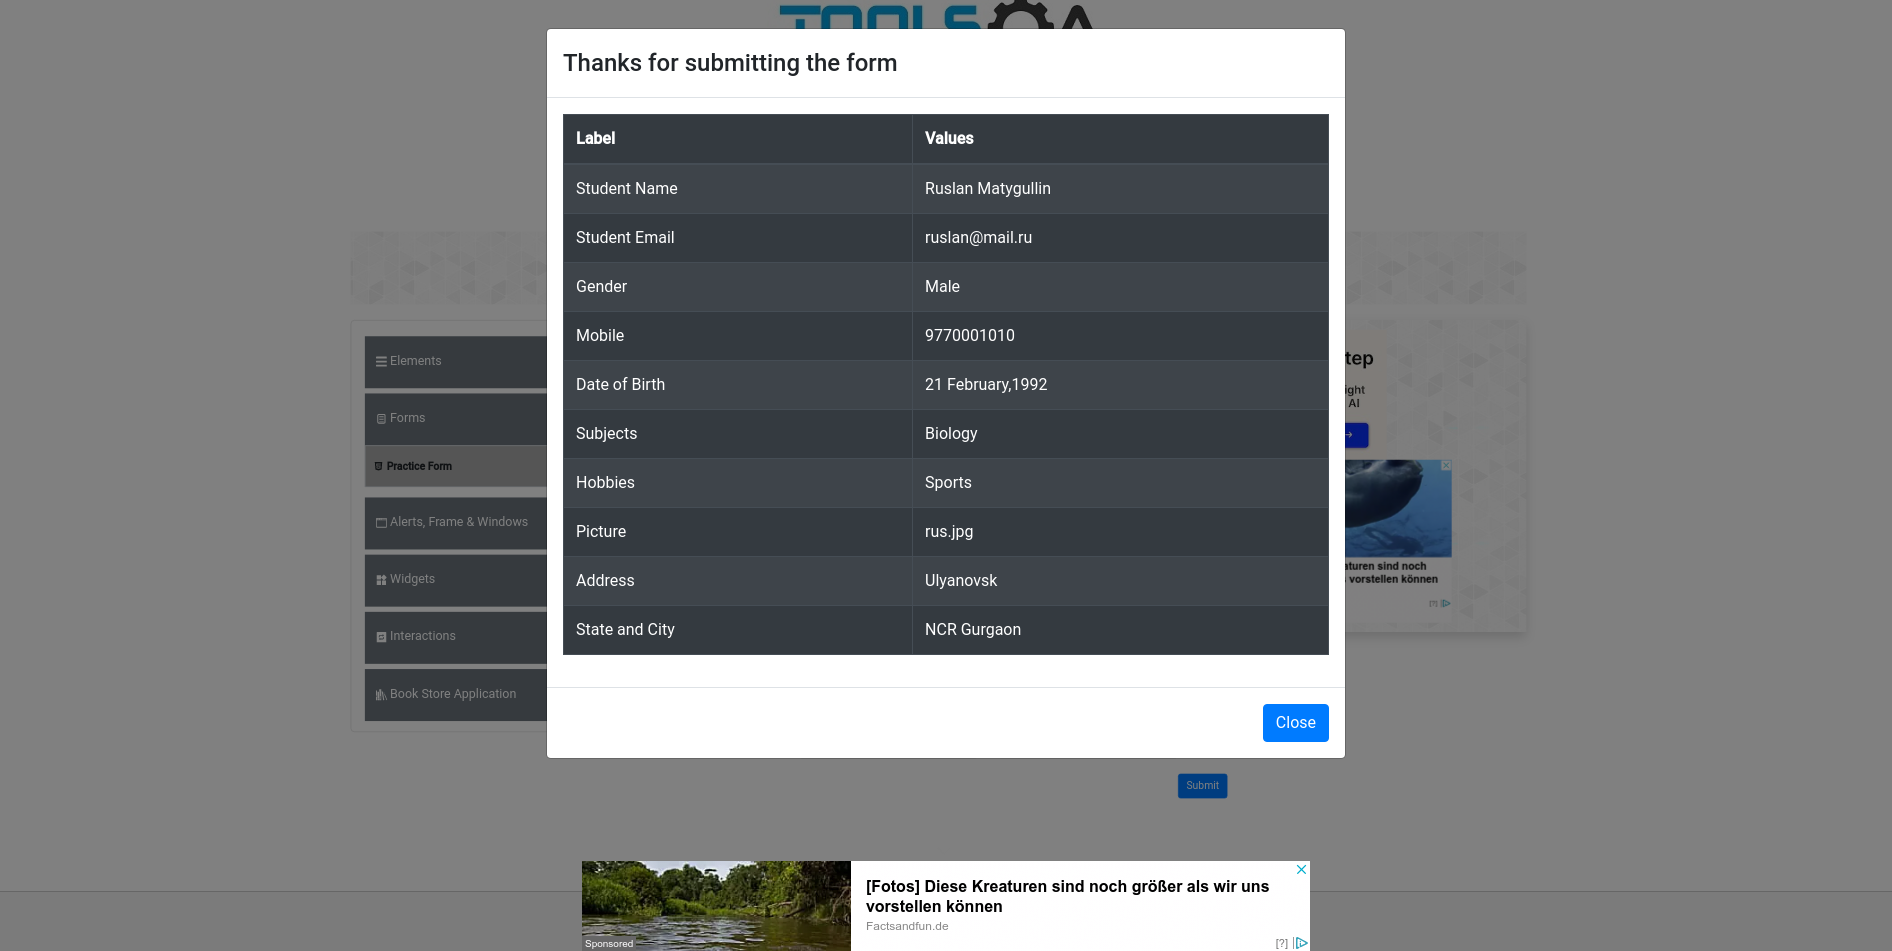 TOOLSQA
Thanks for submitting the form
Label Values
Student Name Ruslan Matygullin
Student Email ruslan@mail.ru
Gender Male
Mobile 9770001010
Date of Birth 21 February,1992
Subjects Biology
Hobbies Sports
Picture rus.jpg
Address Ulyanovsk
State and City NCR Gurgaon
Close
Elements
Forms
Practice Form
Alerts, Frame & Windows
Widgets
Interactions
Book Store Application
tep
ight
AI
aturen sind noch
vorstellen können
[?]
Submit
[Fotos] Diese Kreaturen sind noch größer als wir uns
vorstellen können
Factsandfun.de
Sponsored
[?]